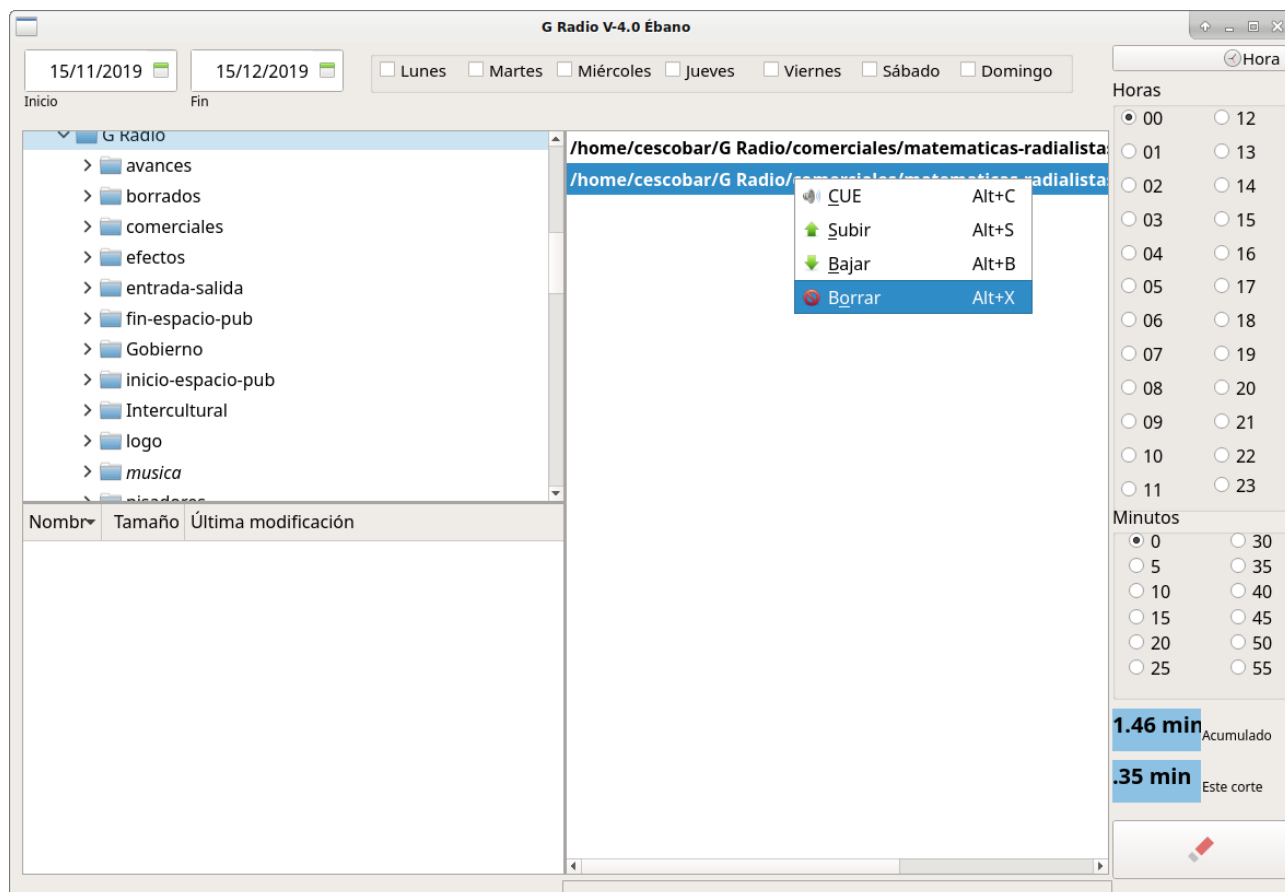 G Radio V-4.0 Ébano
15/11/2019
15/12/2019
Inicio
Fin
Lunes
Martes
Miércoles
Jueves
Viernes
Sábado
Domingo
Hora
G Radio
avances
borrados
comerciales
efectos
entrada-salida
fin-espacio-pub
Gobierno
inicio-espacio-pub
Intercultural
logo
musica
pisadores
Nombr
Tamaño
Última modificación
/home/cescobar/G Radio/comerciales/matematicas-radialistas
/home/cescobar/G Radio/comerciales/matematicas-radialistas
CUE Alt+C
Subir Alt+S
Bajar Alt+B
Borrar Alt+X
Horas
00 12
01 13
02 14
03 15
04 16
05 17
06 18
07 19
08 20
09 21
10 22
11 23
Minutos
0 30
5 35
10 40
15 45
20 50
25 55
1.46 min Acumulado
.35 min Este corte